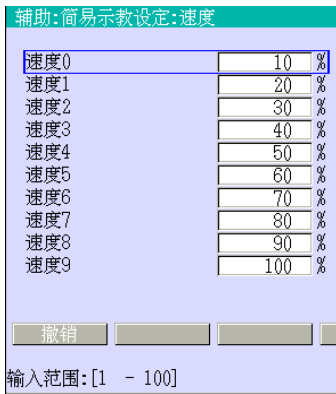 辅助:简易示教设定:速度
速度0 10 %
速度1 20 %
速度2 30 %
速度3 40 %
速度4 50 %
速度5 60 %
速度6 70 %
速度7 80 %
速度8 90 %
速度9 100 %
撤销
输入范围:[1 - 100]